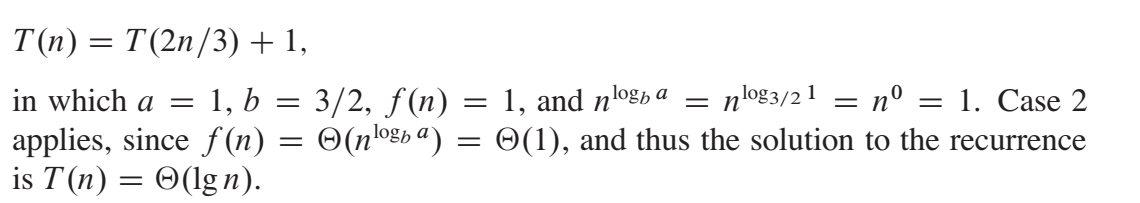 T(n) = T(2n/3) + 1,
in which a = 1, b = 3/2, f(n) = 1, and n^{log_b a} = n^{log_{3/2} 1} = n^0 = 1. Case 2
applies, since f(n) = Θ(n^{log_b a}) = Θ(1), and thus the solution to the recurrence
is T(n) = Θ(lg n).